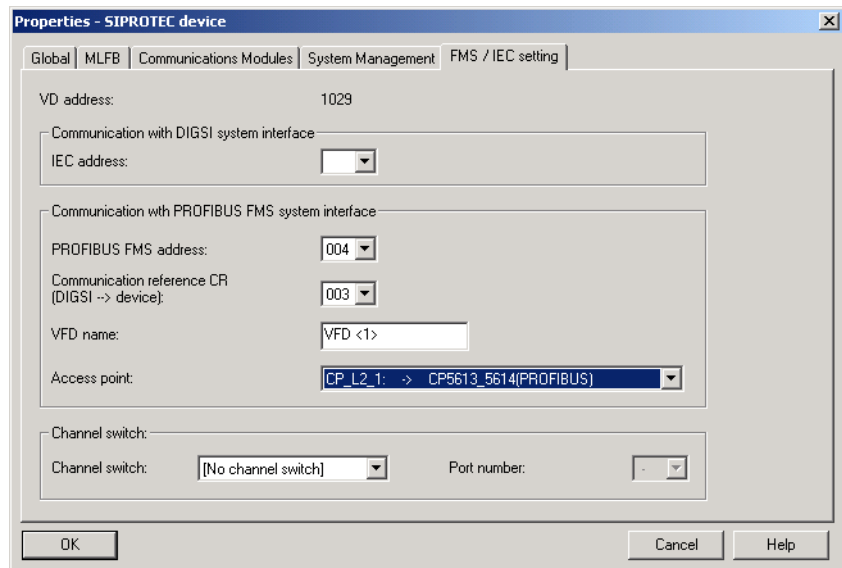 Properties - SIPROTEC device
Global MLFB Communications Modules System Management FMS / IEC setting
VD address: 1029
Communication with DIGSI system interface
IEC address:
Communication wth PROFIBUS FMS system interface
PROFIBUS FMS address: 004
Communication reference CR
(DIGSI --> device): 003
VFD name: VFD <1>
Access point: CP_L2_1: -> CP5613_5614(PROFIBUS)
Channel switch:
Channel switch: [No channel switch] Port number: -
OK Cancel Help